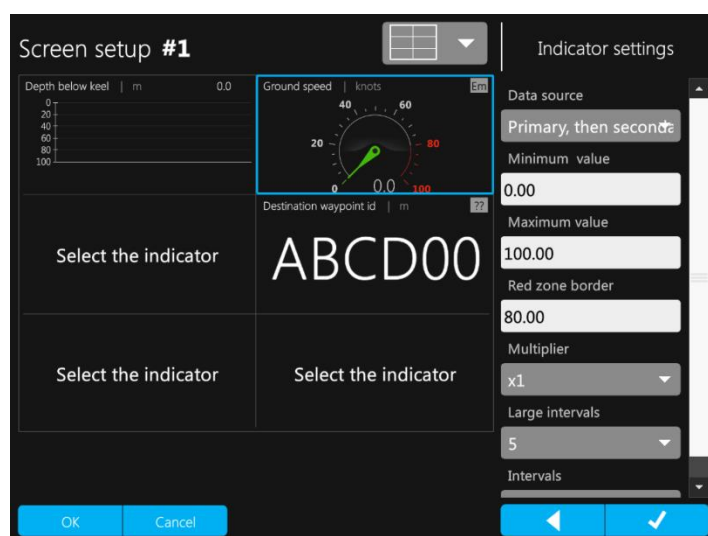 Screen setup #1
Indicator settings
Depth below keel | m 0.0
0
20
40
60
80
100
Ground speed | knots Em
40 60
20 80
0 0.0 100
Select the indicator
Destination waypoint id | m ??
ABCD00
Select the indicator
Select the indicator
Data source
Primary, then seconda
Minimum value
0.00
Maximum value
100.00
Red zone border
80.00
Multiplier
x1
Large intervals
5
Intervals
OK Cancel